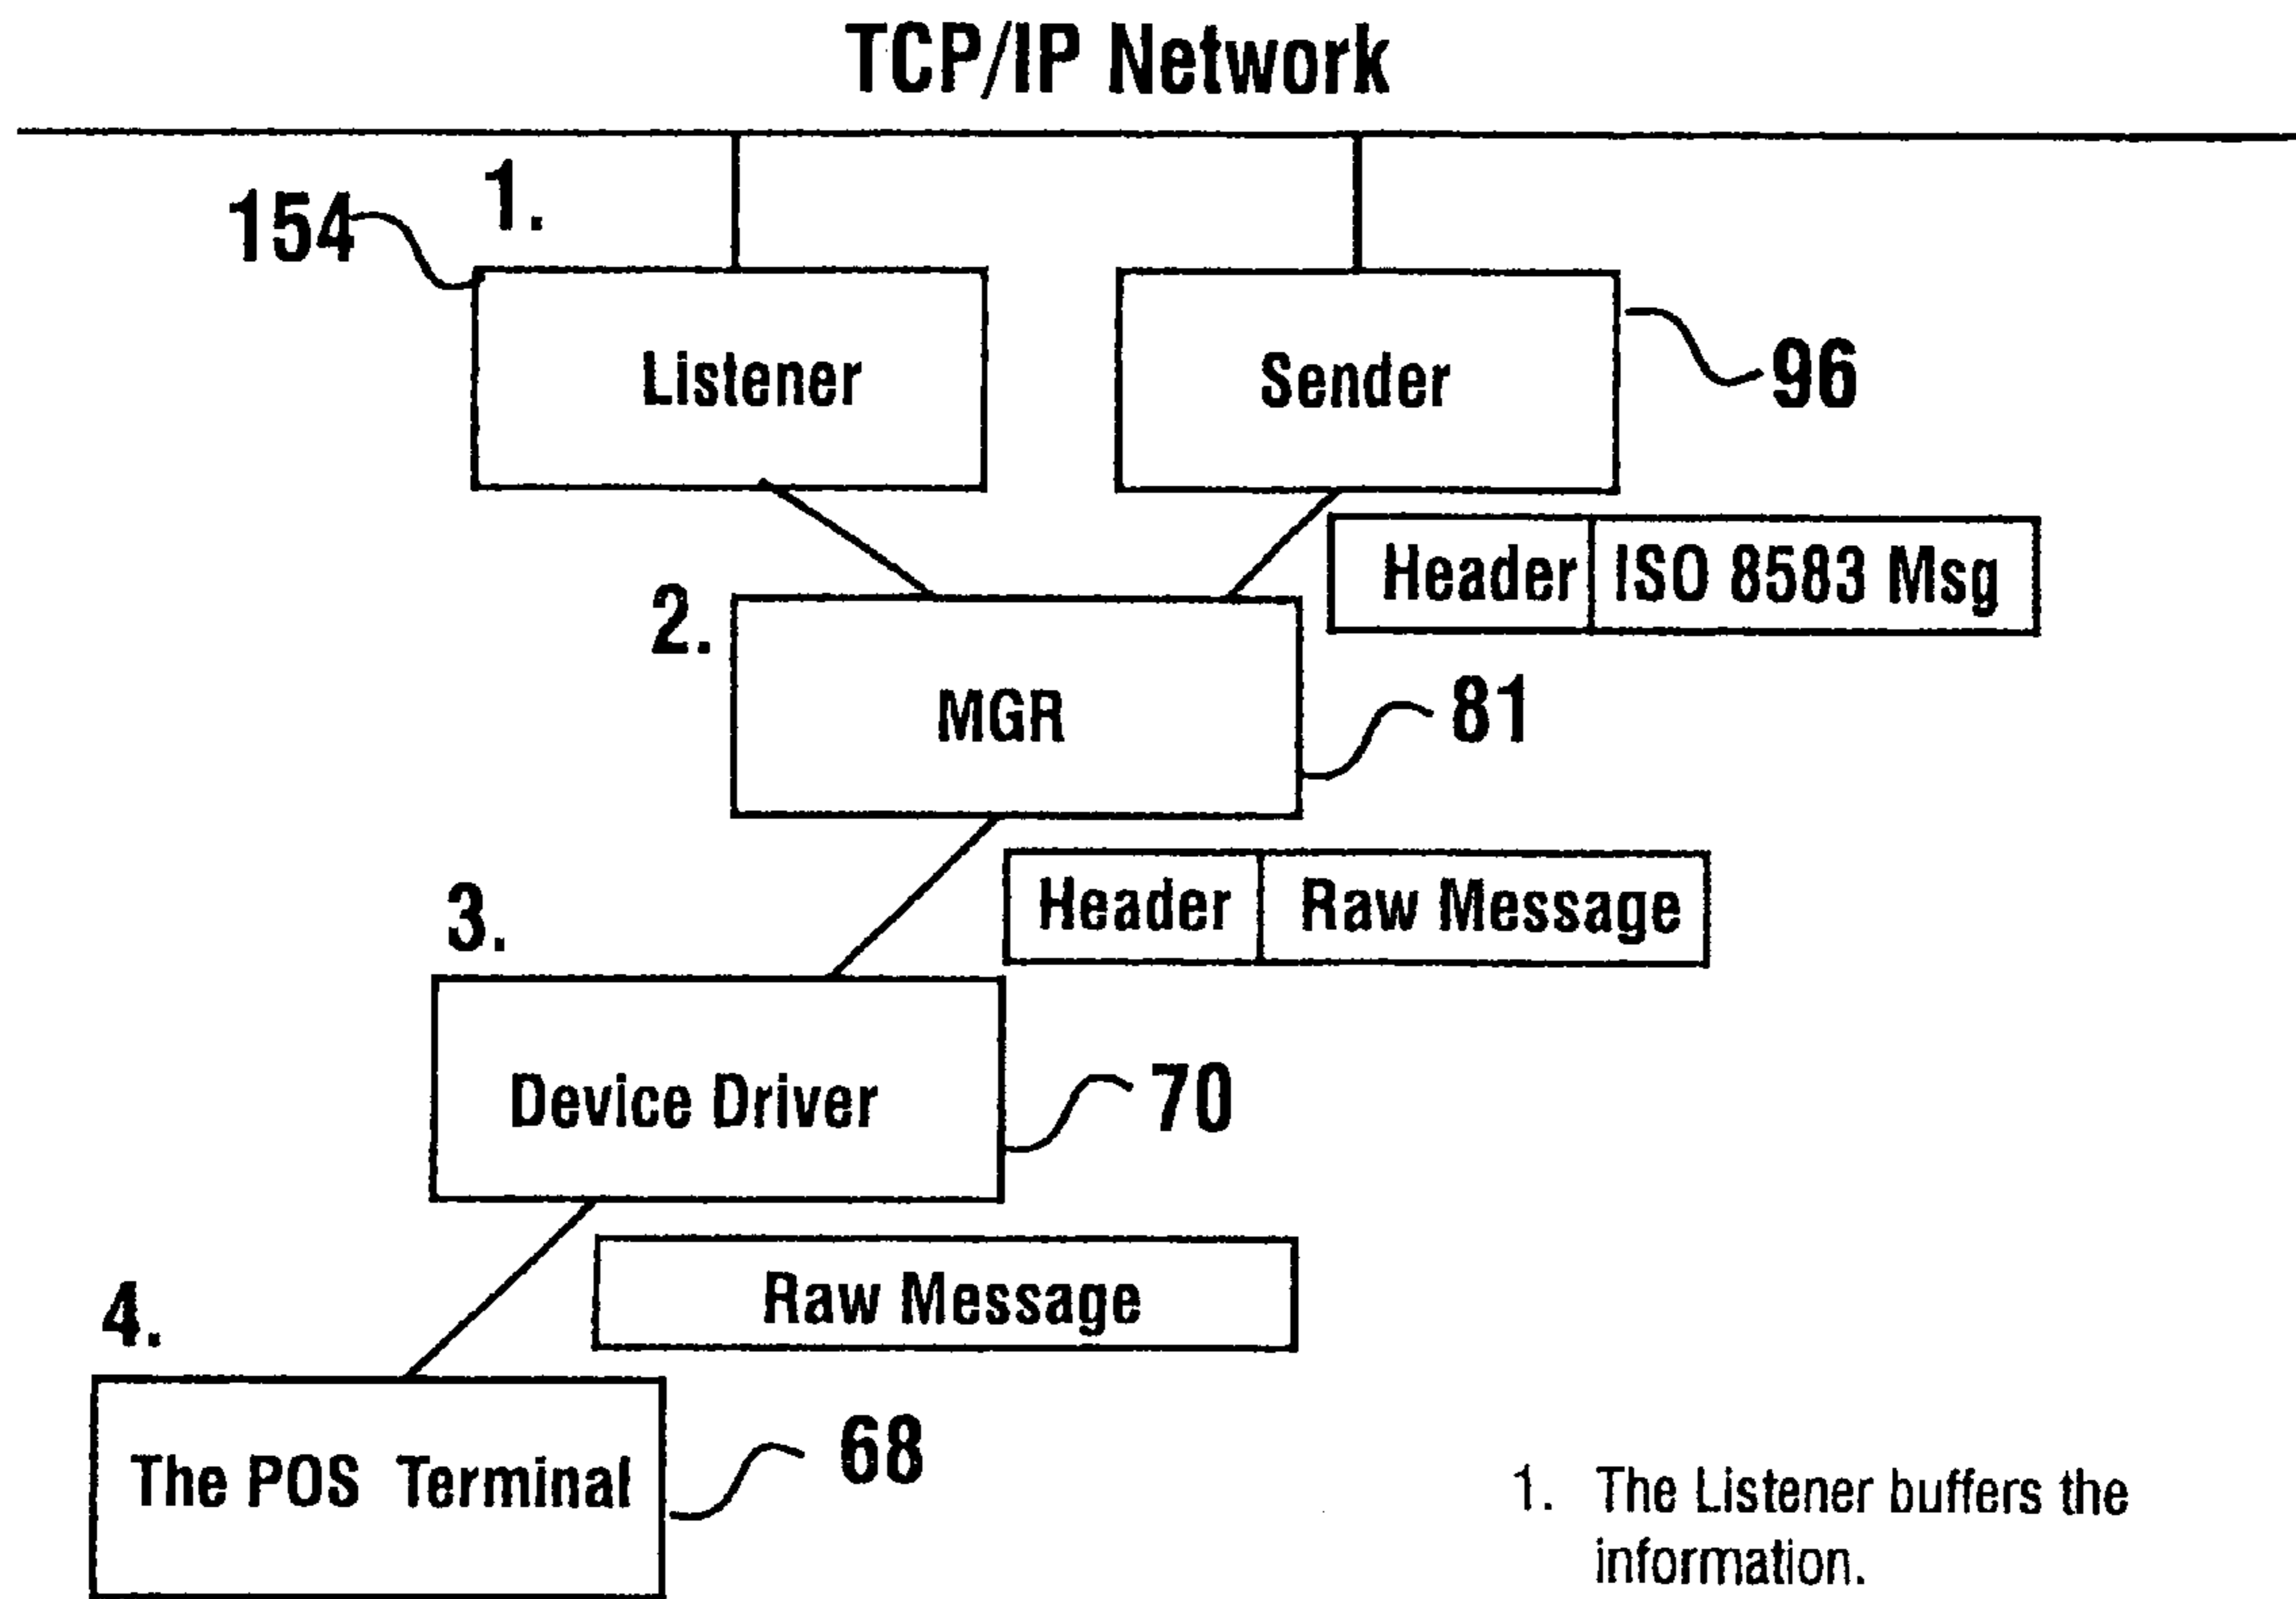 TCP/IP Network
1.
154
Listener
Sender
96
Header ISO 8583 Msg
2.
MGR
81
Header Raw Message
3.
Device Driver
70
Raw Message
4.
The POS Terminal
68
1. The Listener buffers the
information.